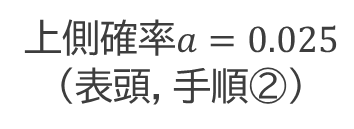 上側確率𝑎 = 0.025
（表頭, 手順②）